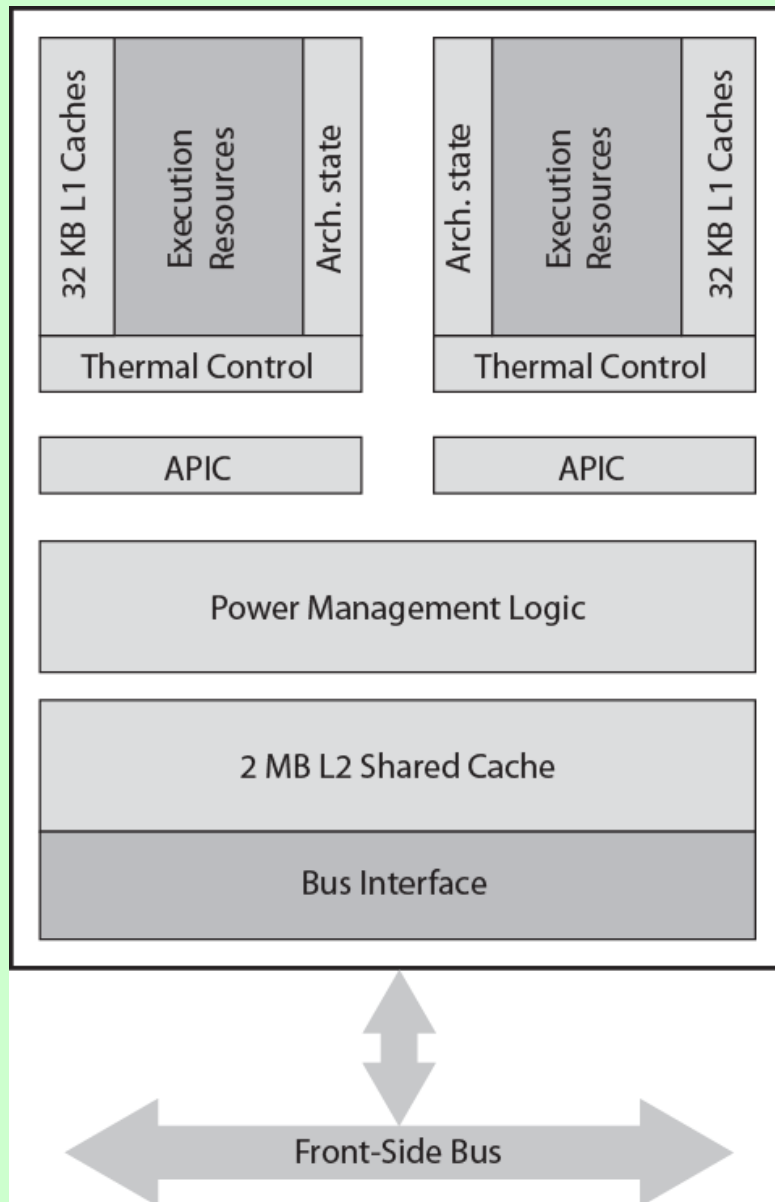 32 KB L1 Caches
Execution
Resources
Arch. state
Thermal Control
Arch. state
Execution
Resources
32 KB L1 Caches
Thermal Control
APIC
APIC
Power Management Logic
2 MB L2 Shared Cache
Bus Interface
Front-Side Bus